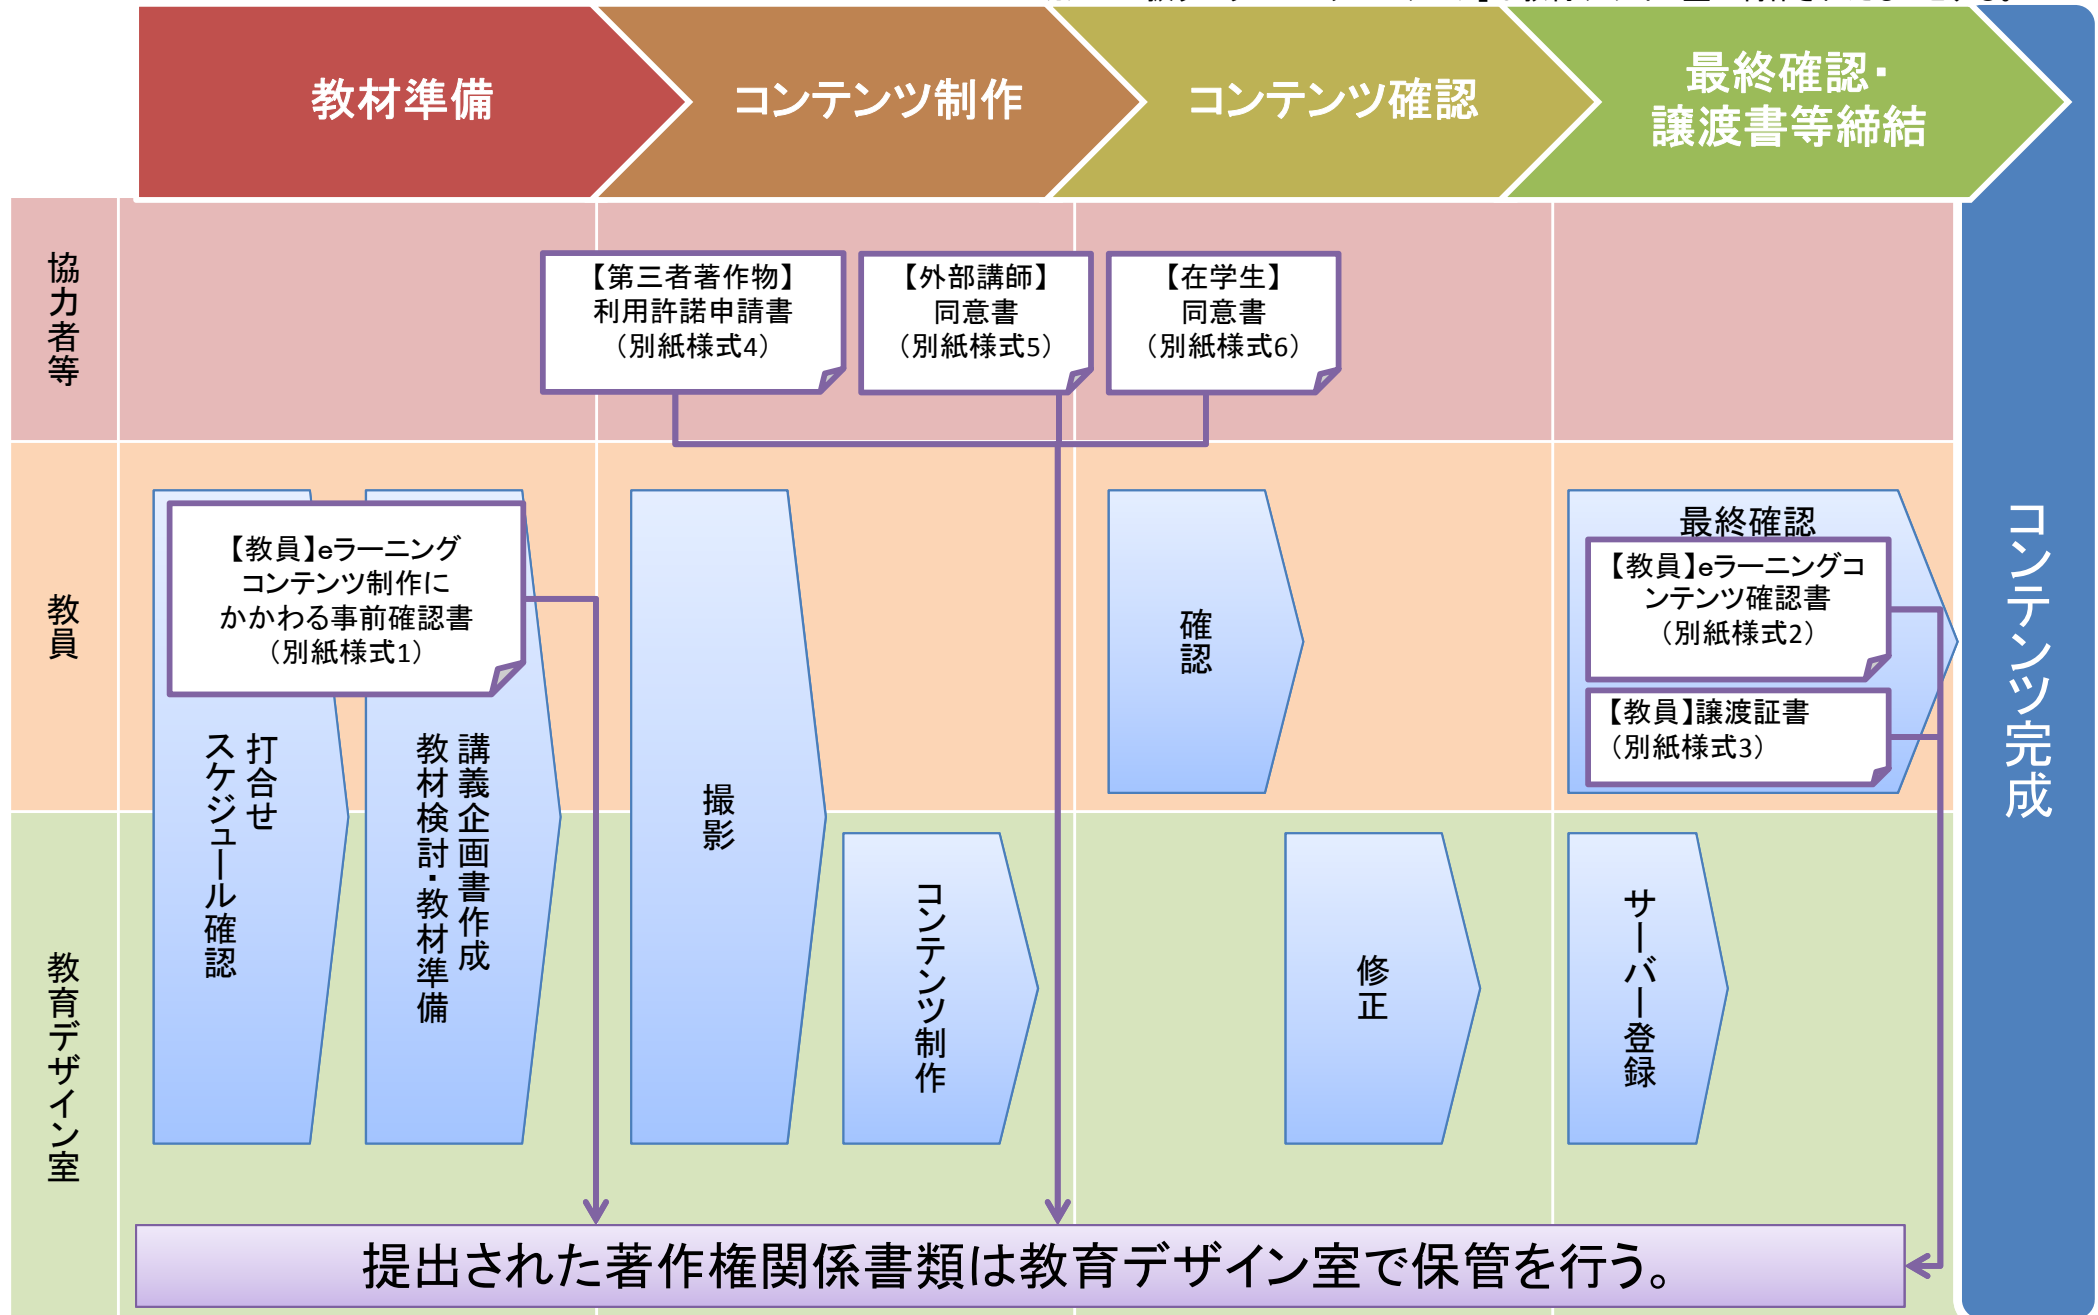 教材準備
コンテンツ制作
コンテンツ確認
最終確認・
譲渡書等締結
協力者等
【第三者著作物】
利用許諾申請書
（別紙様式4）
【外部講師】
同意書
（別紙様式5）
【在学生】
同意書
（別紙様式6）
教員
【教員】eラーニング
コンテンツ制作に
かかわる事前確認書
（別紙様式1）
打合せ
スケジュール確認
講義企画書作成
教材検討・教材準備
撮影
確認
最終確認
【教員】eラーニングコ
ンテンツ確認書
（別紙様式2）
【教員】譲渡証書
（別紙様式3）
教育デザイン室
コンテンツ制作
修正
サーバー登録
コンテンツ完成
提出された著作権関係書類は教育デザイン室で保管を行う。